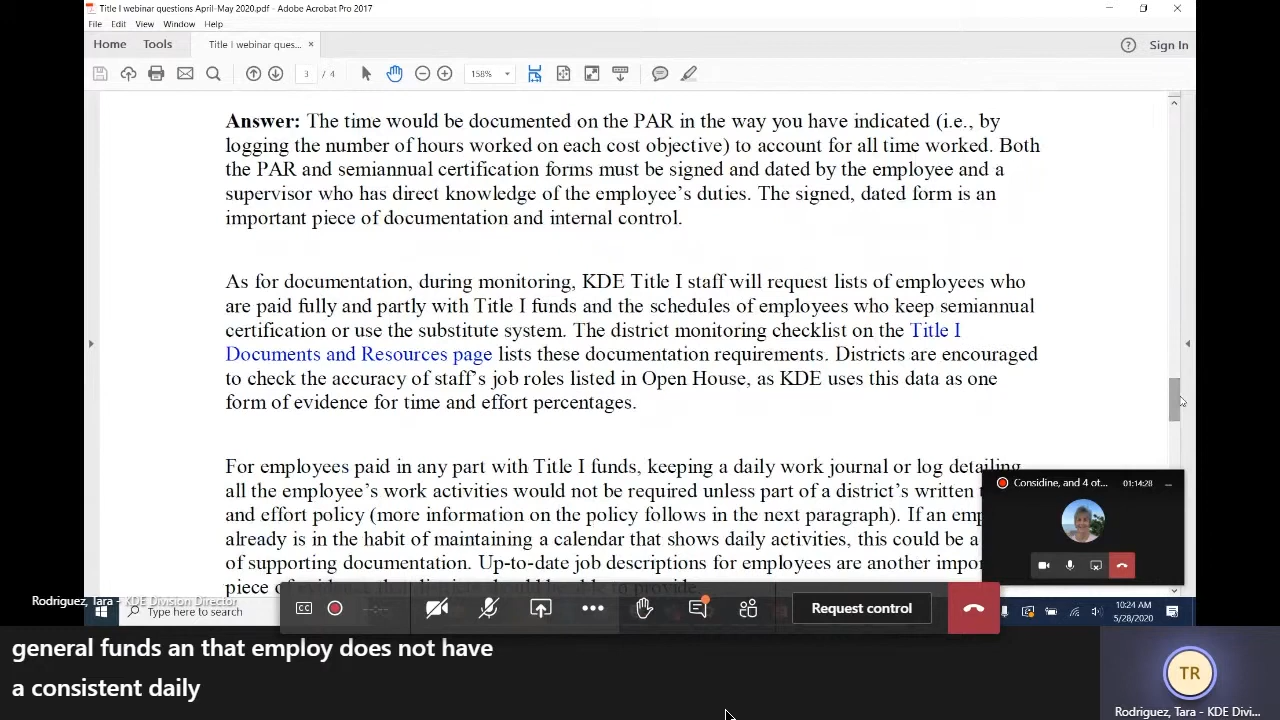 Title I webinar questions April-May 2020.pdf - Adobe Acrobat Pro 2017
File Edit View Window Help
Home Tools Title I webinar ques... × Sign In
3 / 4 158%
Answer: The time would be documented on the PAR in the way you have indicated (i.e., by
logging the number of hours worked on each cost objective) to account for all time worked. Both
the PAR and semiannual certification forms must be signed and dated by the employee and a
supervisor who has direct knowledge of the employee's duties. The signed, dated form is an
important piece of documentation and internal control.
As for documentation, during monitoring, KDE Title I staff will request lists of employees who
are paid fully and partly with Title I funds and the schedules of employees who keep semiannual
certification or use the substitute system. The district monitoring checklist on the Title I
Documents and Resources page lists these documentation requirements. Districts are encouraged
to check the accuracy of staff's job roles listed in Open House, as KDE uses this data as one
form of evidence for time and effort percentages.
For employees paid in any part with Title I funds, keeping a daily work journal or log detailing
all the employee's work activities would not be required unless part of a district's written
and effort policy (more information on the policy follows in the next paragraph). If an
already is in the habit of maintaining a calendar that shows daily activities, this could be a
of supporting documentation. Up-to-date job descriptions for employees are another
piece of
Considine, and 4 ot... 01:14:28
Rodriguez, Tara - KDE Division Director
Type here to search
CC
Request control
10:24 AM
5/28/2020
general funds an that employ does not have
a consistent daily
TR
Rodriguez, Tara - KDE Divi...